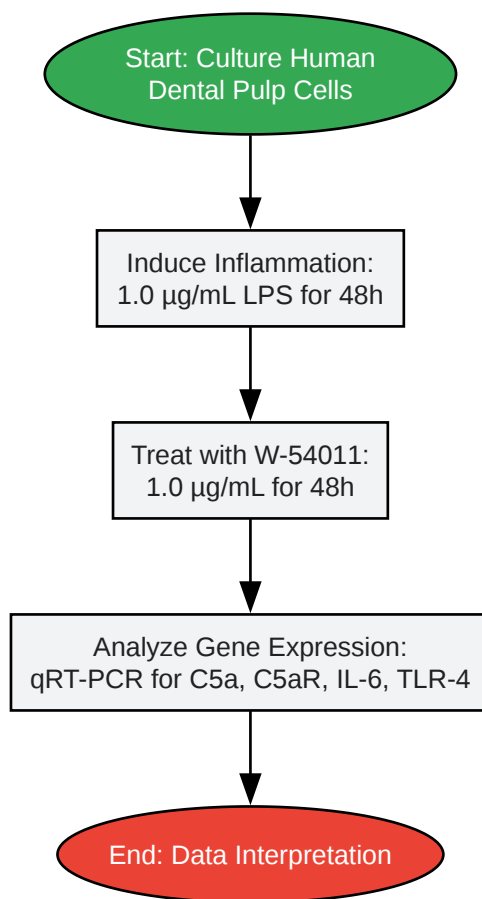 Start: Culture Human
Dental Pulp Cells
Induce Inflammation:
1.0 µg/mL LPS for 48h
Treat with W-54011:
1.0 µg/mL for 48h
Analyze Gene Expression:
qRT-PCR for C5a, C5aR, IL-6, TLR-4
End: Data Interpretation